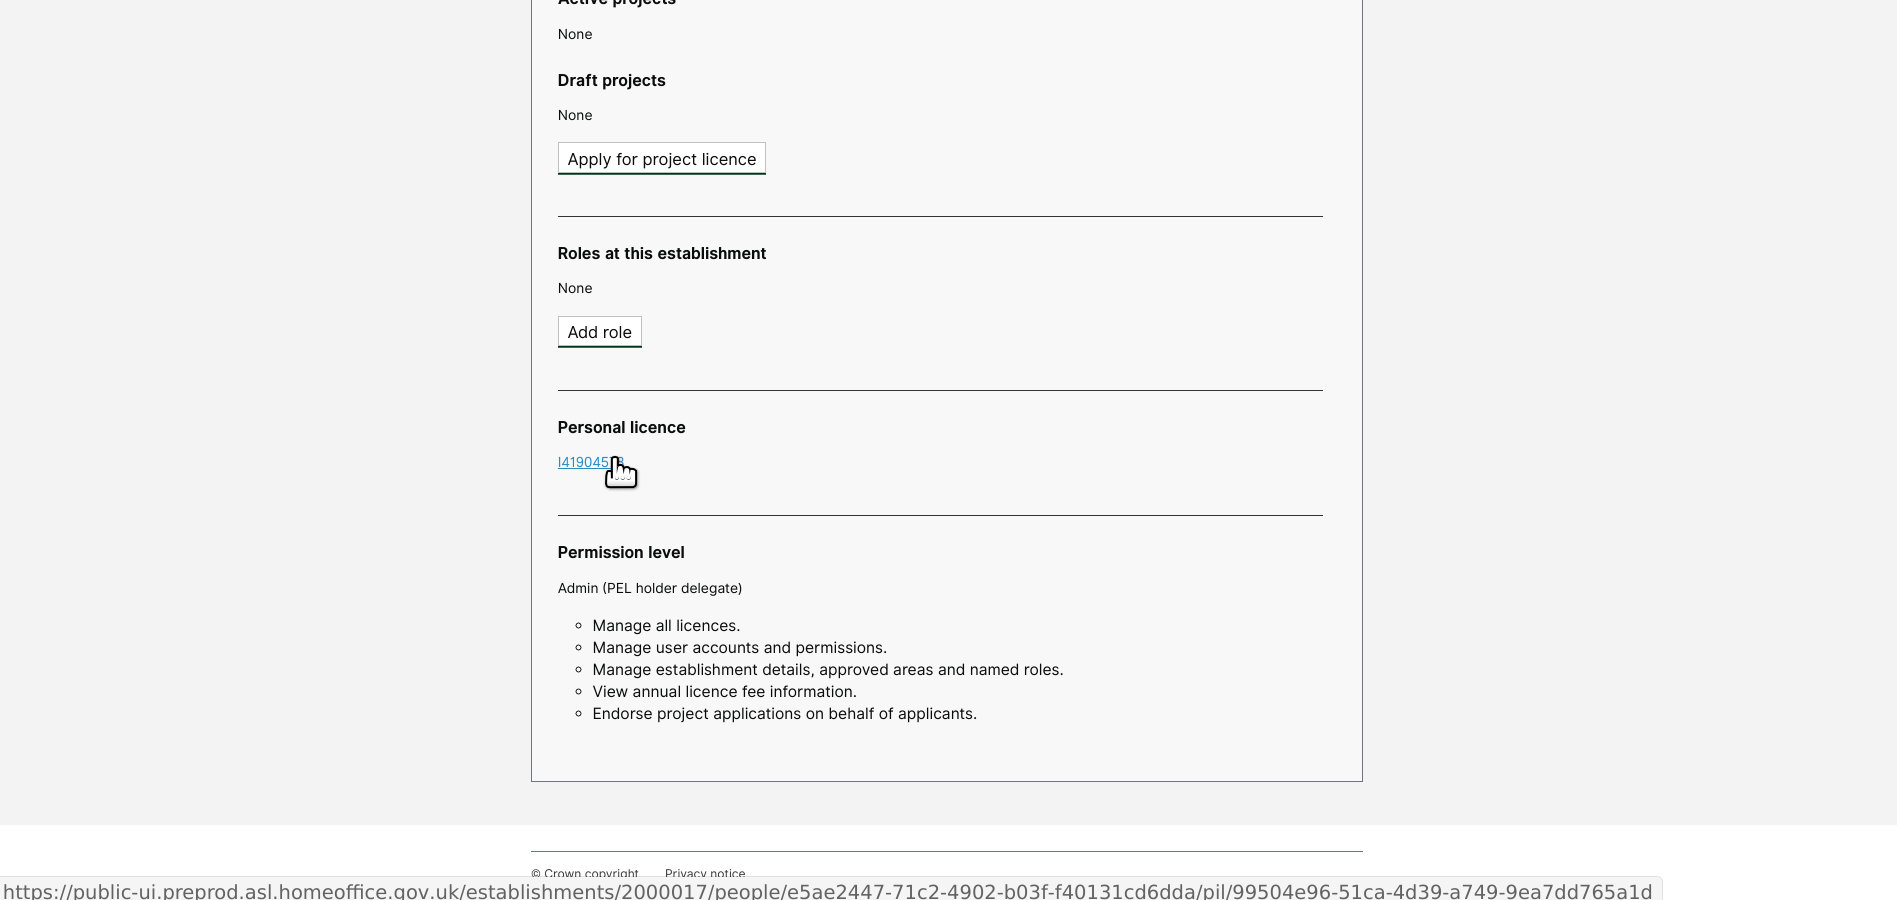 Active projects
None
Draft projects
None
Apply for project licence
Roles at this establishment
None
Add role
Personal licence
Permission level
Admin (PEL holder delegate)
Manage all licences.
Manage user accounts and permissions.
Manage establishment details, approved areas and named roles.
View annual licence fee information.
Endorse project applications on behalf of applicants.
© Crown copyright Privacy notice
https://public-ui.preprod.asl.homeoffice.gov.uk/establishments/2000017/people/e5ae2447-71c2-4902-b03f-f40131cd6dda/pil/99504e96-51ca-4d39-a749-9ea7dd765a1d